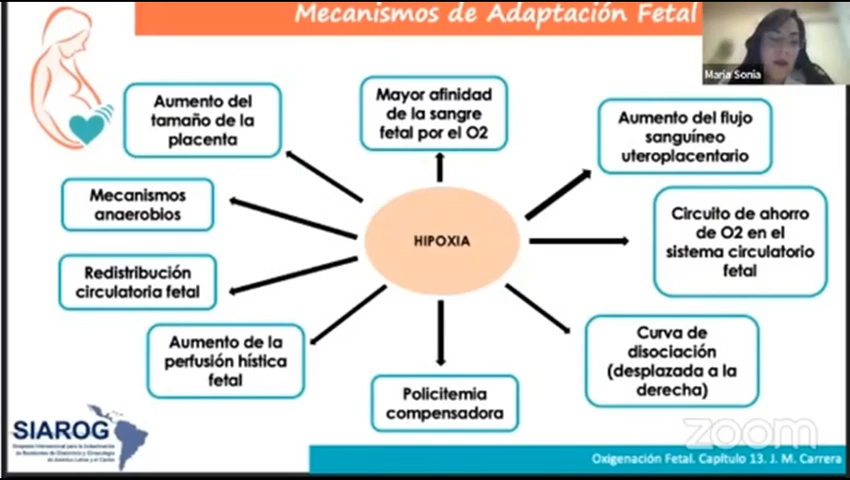 Mecanismos de Adaptación Fetal
María Sonia
Aumento del
tamaño de la
placenta
Mayor afinidad
de la sangre
fetal por el O2
Aumento del flujo
sanguíneo
uteroplacentario
Mecanismos
anaerobios
Circuito de ahorro
de O2 en el
sistema circulatorio
fetal
HIPOXIA
Redistribución
circulatoria fetal
Aumento de la
perfusión hística
fetal
Policitemia
compensadora
Curva de
disociación
(desplazada a la
derecha)
SIAROG
zoom
Oxigenación Fetal. Capítulo 13. J. M. Carrera